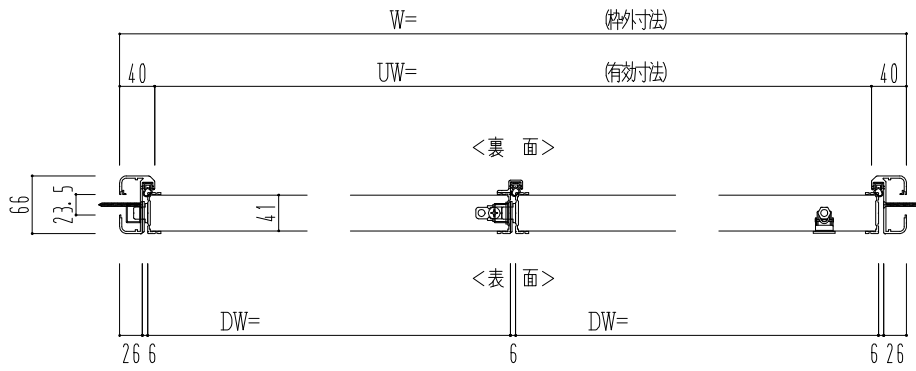 W= (枠外寸法)
40 UW= (有効寸法) 40
<裏 面>
66 23.5 41
<表 面>
DW= DW=
26 6 6 6 26